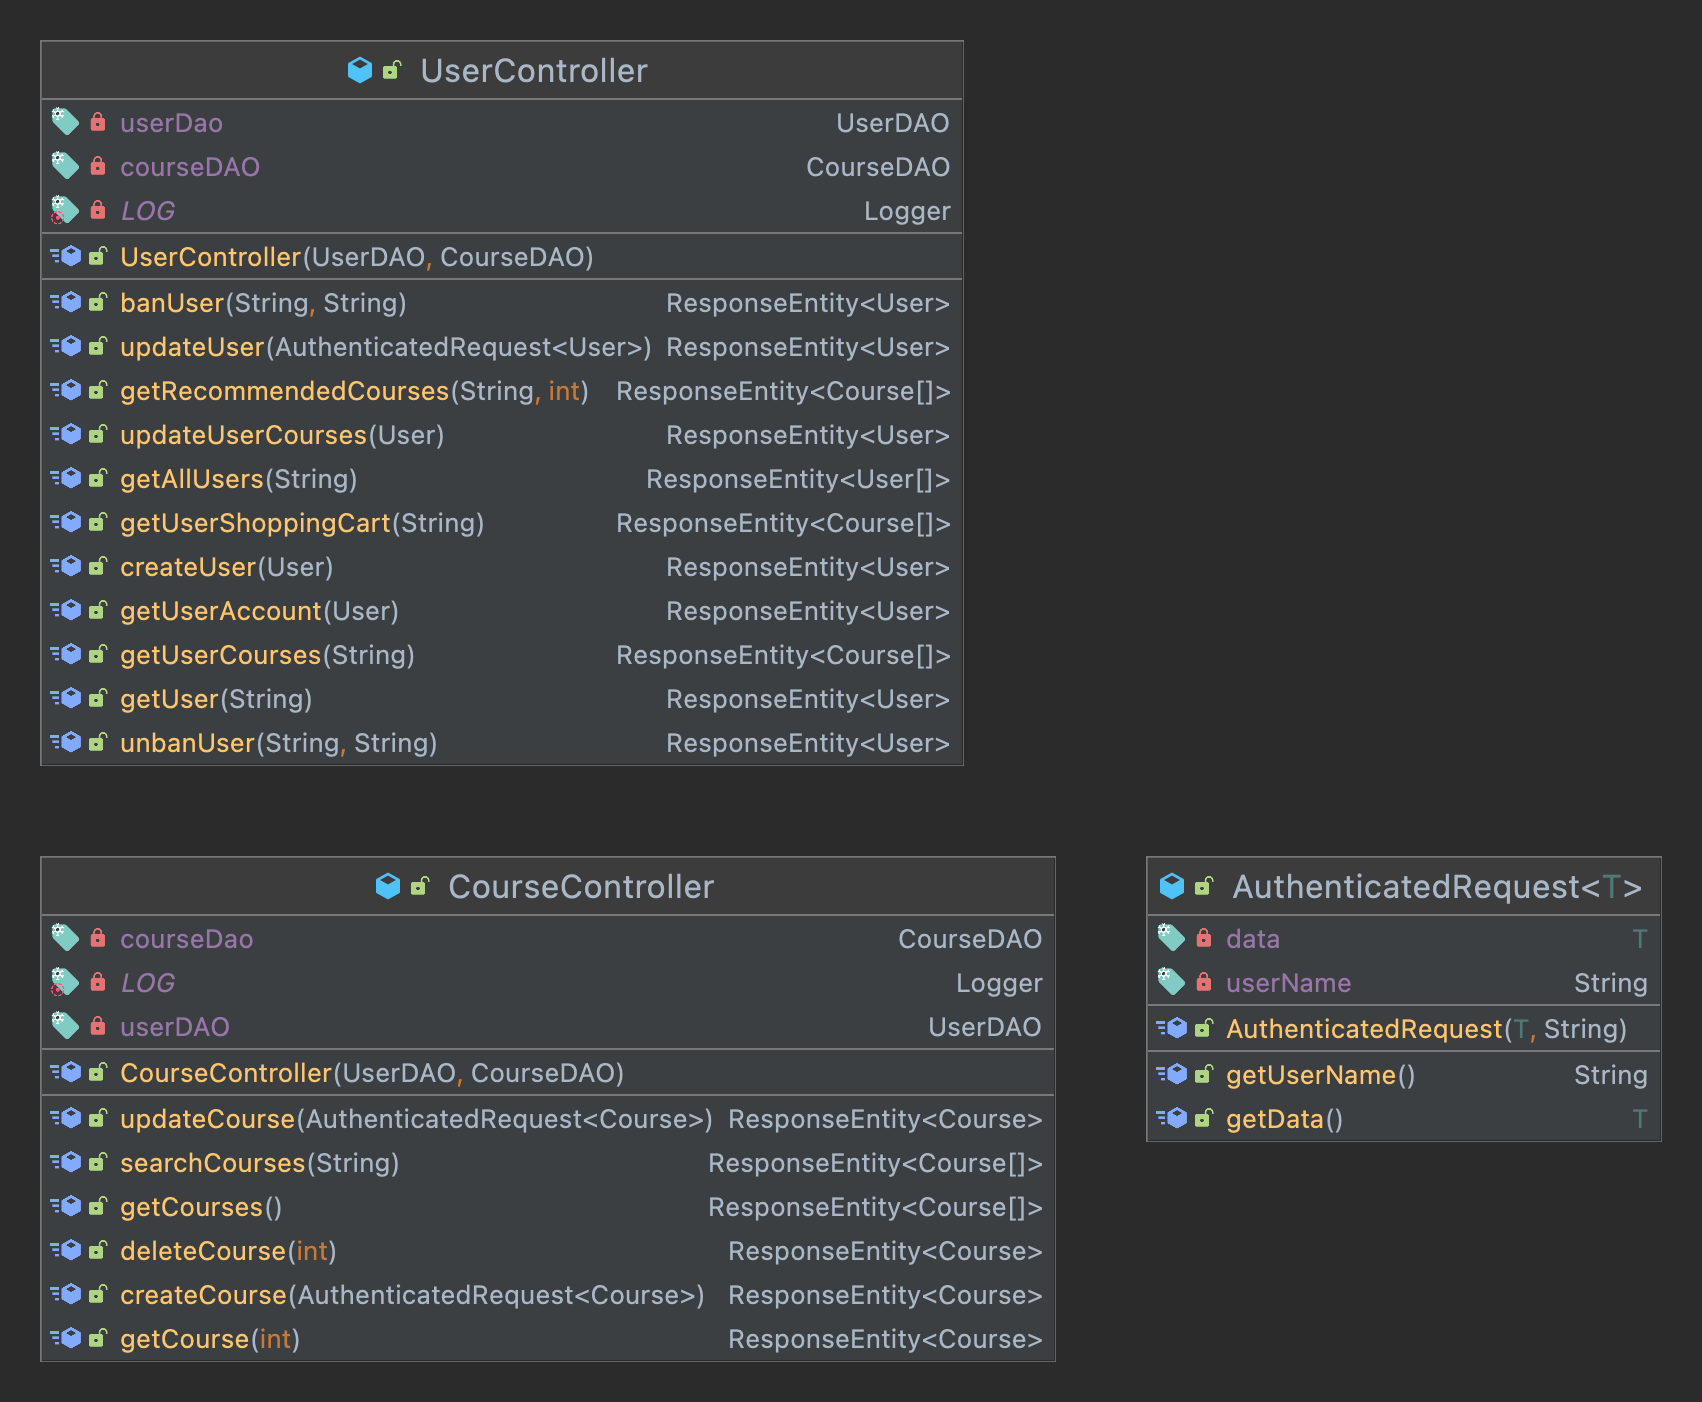 UserController
userDao UserDAO
courseDAO CourseDAO
LOG Logger
UserController(UserDAO, CourseDAO)
banUser(String, String) ResponseEntity<User>
updateUser(AuthenticatedRequest<User>) ResponseEntity<User>
getRecommendedCourses(String, int) ResponseEntity<Course[]>
updateUserCourses(User) ResponseEntity<User>
getAllUsers(String) ResponseEntity<User[]>
getUserShoppingCart(String) ResponseEntity<Course[]>
createUser(User) ResponseEntity<User>
getUserAccount(User) ResponseEntity<User>
getUserCourses(String) ResponseEntity<Course[]>
getUser(String) ResponseEntity<User>
unbanUser(String, String) ResponseEntity<User>
CourseController
courseDao CourseDAO
LOG Logger
userDAO UserDAO
CourseController(UserDAO, CourseDAO)
updateCourse(AuthenticatedRequest<Course>) ResponseEntity<Course>
searchCourses(String) ResponseEntity<Course[]>
getCourses() ResponseEntity<Course[]>
deleteCourse(int) ResponseEntity<Course>
createCourse(AuthenticatedRequest<Course>) ResponseEntity<Course>
getCourse(int) ResponseEntity<Course>
AuthenticatedRequest<T>
data T
userName String
AuthenticatedRequest(T, String)
getUserName() String
getData() T